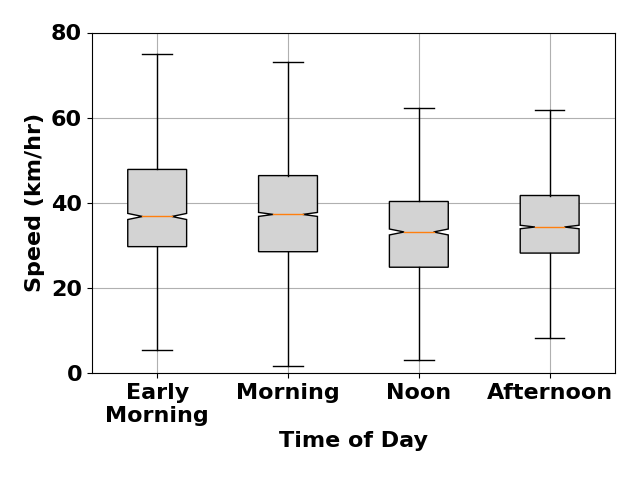 80
60
40
20
0
Speed (km/hr)
Early
Morning
Morning
Noon
Afternoon
Time of Day